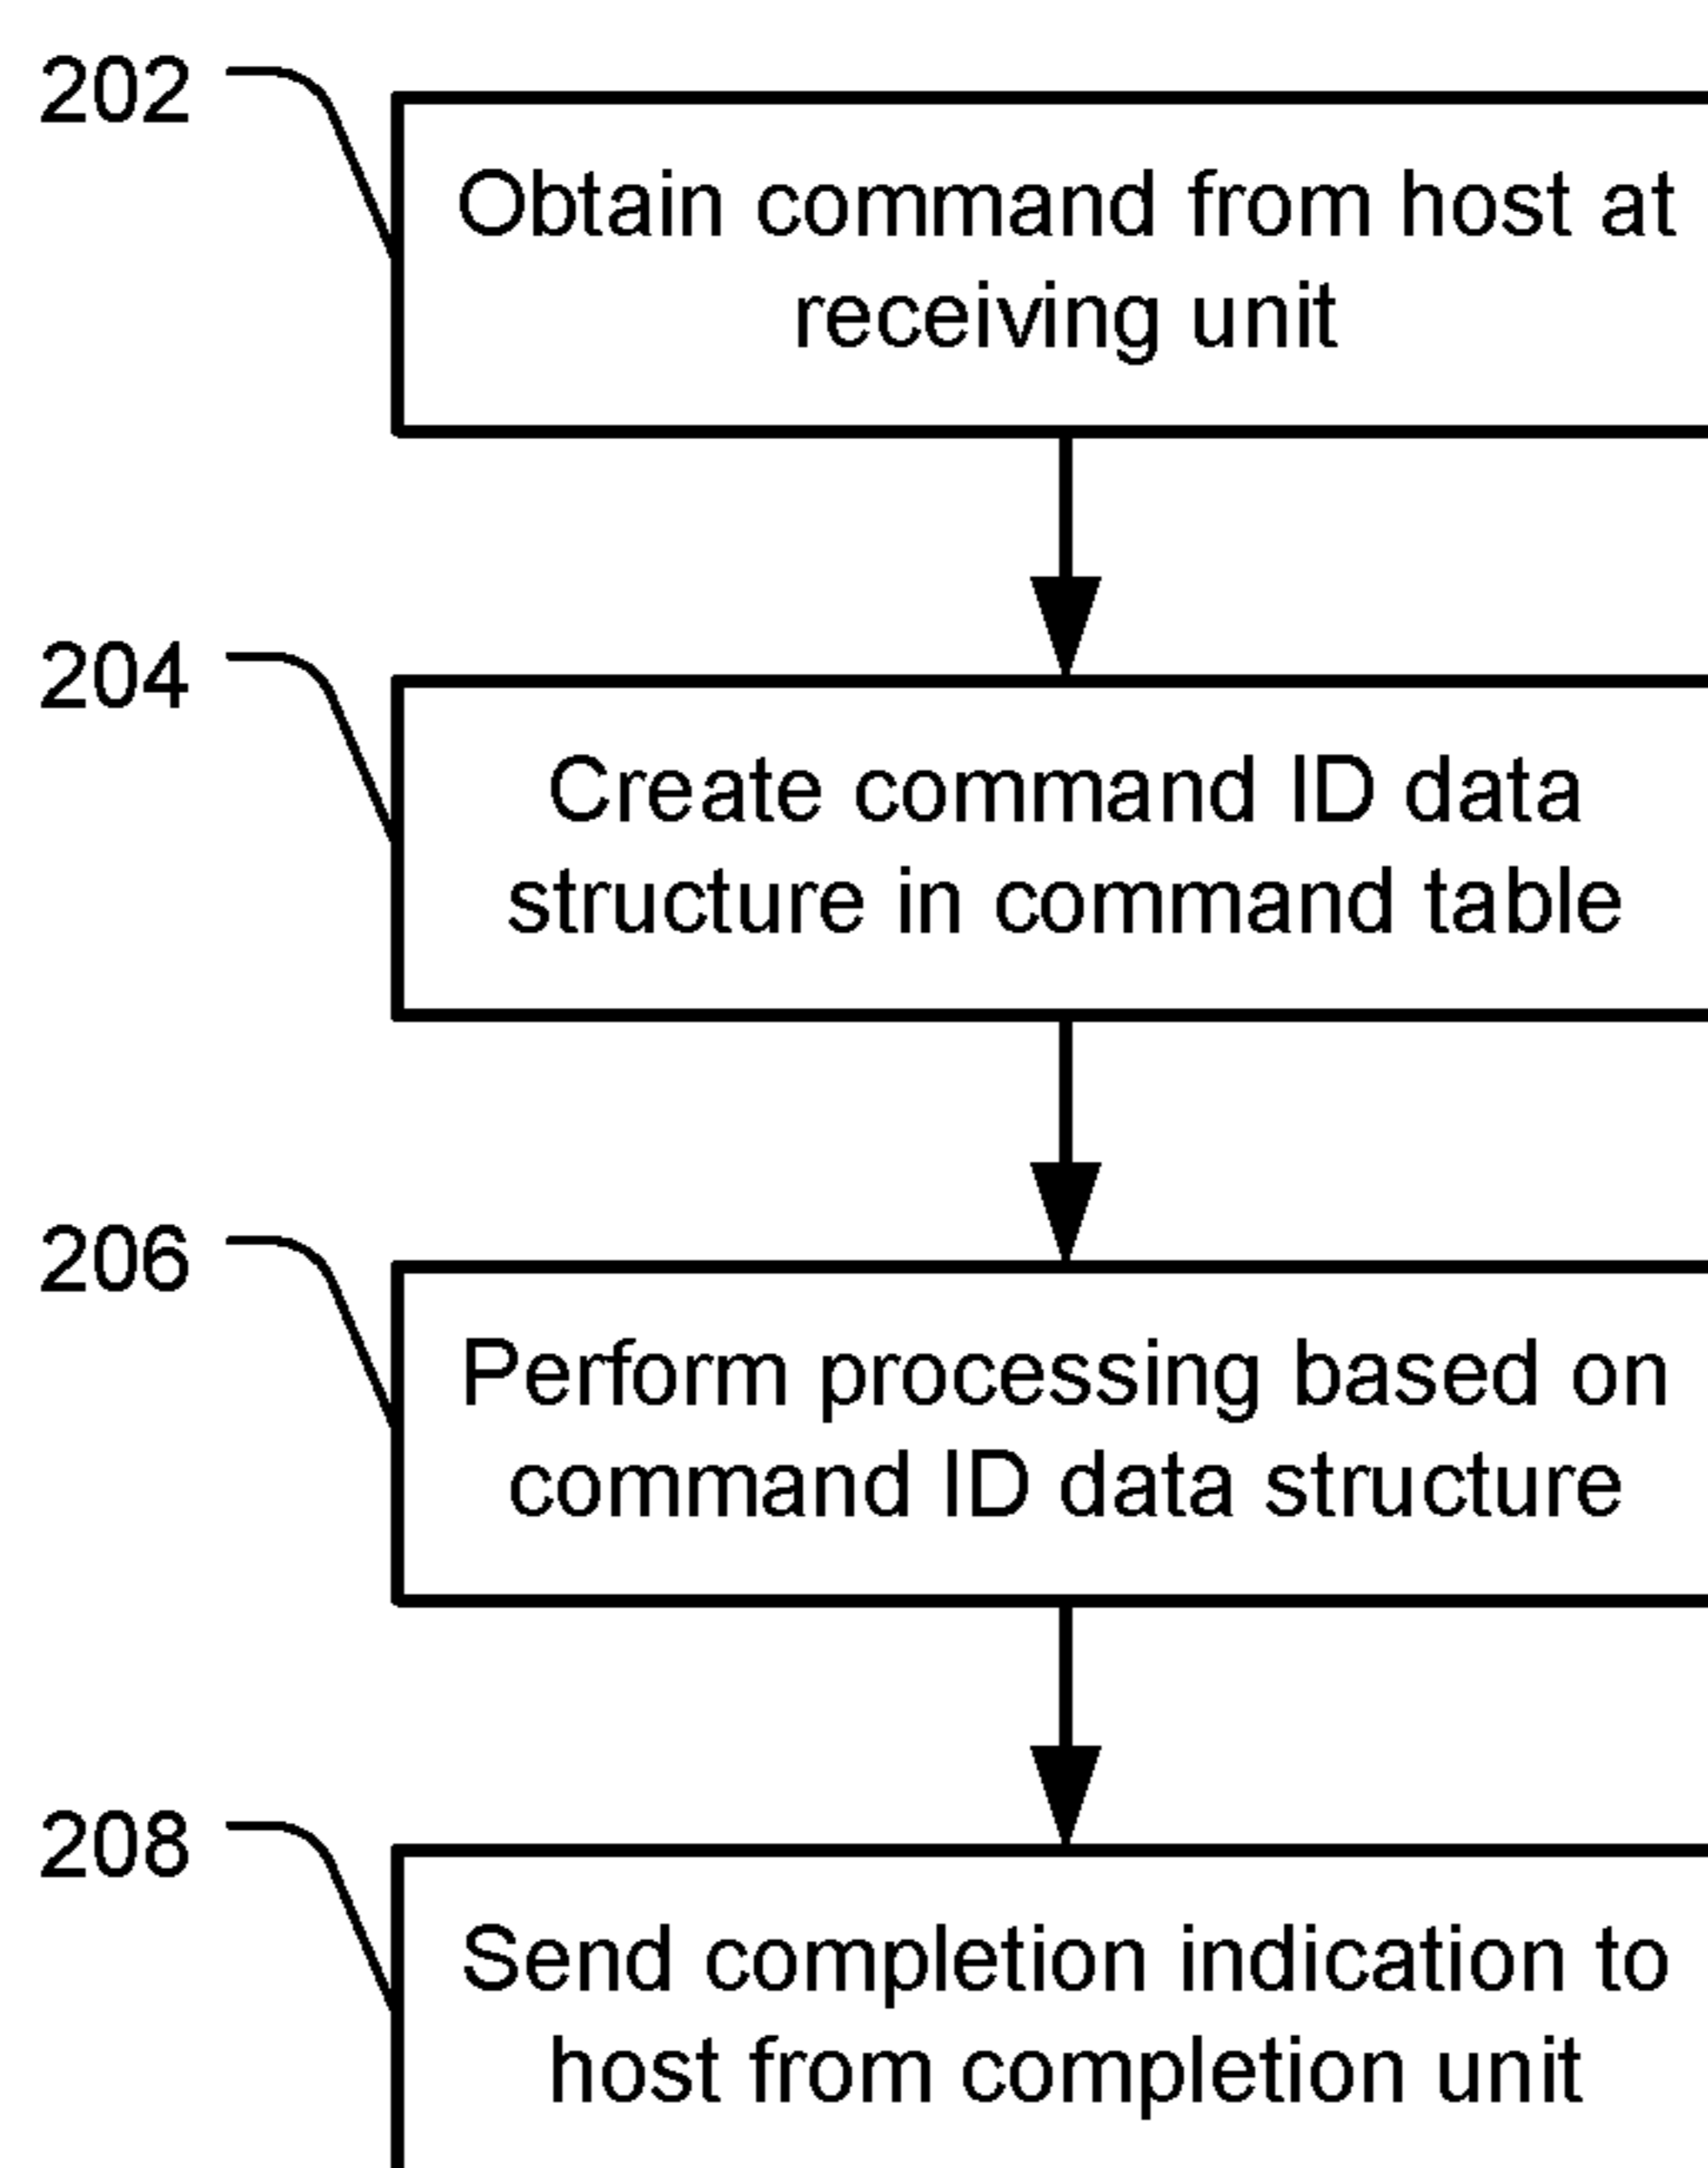 202
Obtain command from host at
receiving unit
204
Create command ID data
structure in command table
206
Perform processing based on
command ID data structure
208
Send completion indication to
host from completion unit